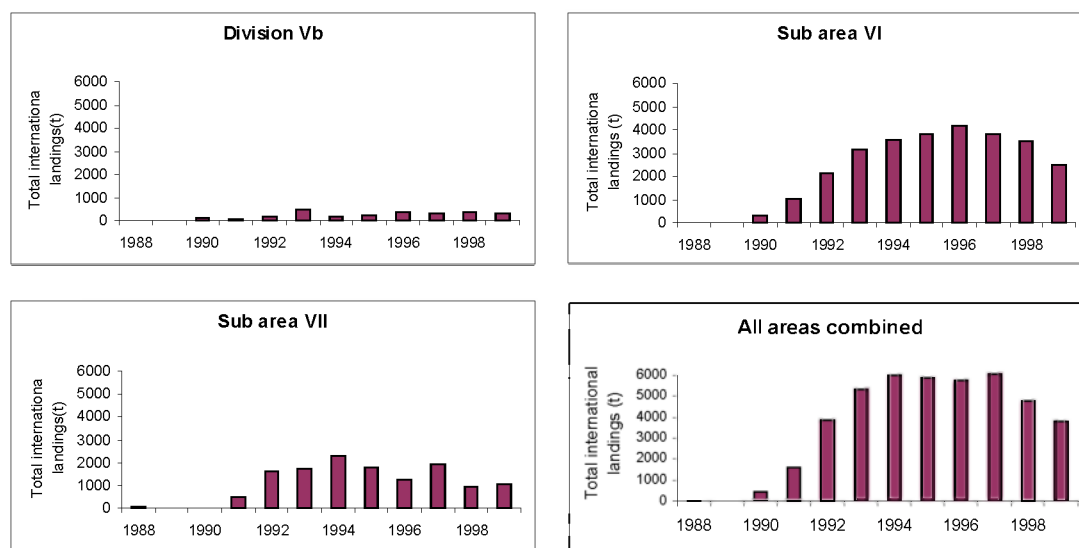 Division Vb
Total internationa
landings(t)
6000
5000
4000
3000
2000
1000
0
1988 1990 1992 1994 1996 1998
Sub area VI
Total internationa
landings (t)
6000
5000
4000
3000
2000
1000
0
1988 1990 1992 1994 1996 1998
Sub area VII
Total internationa
landings(t)
6000
5000
4000
3000
2000
1000
0
1988 1990 1992 1994 1996 1998
All areas combined
Total international
landings (t)
6000
5000
4000
3000
2000
1000
0
1988 1990 1992 1994 1996 1998